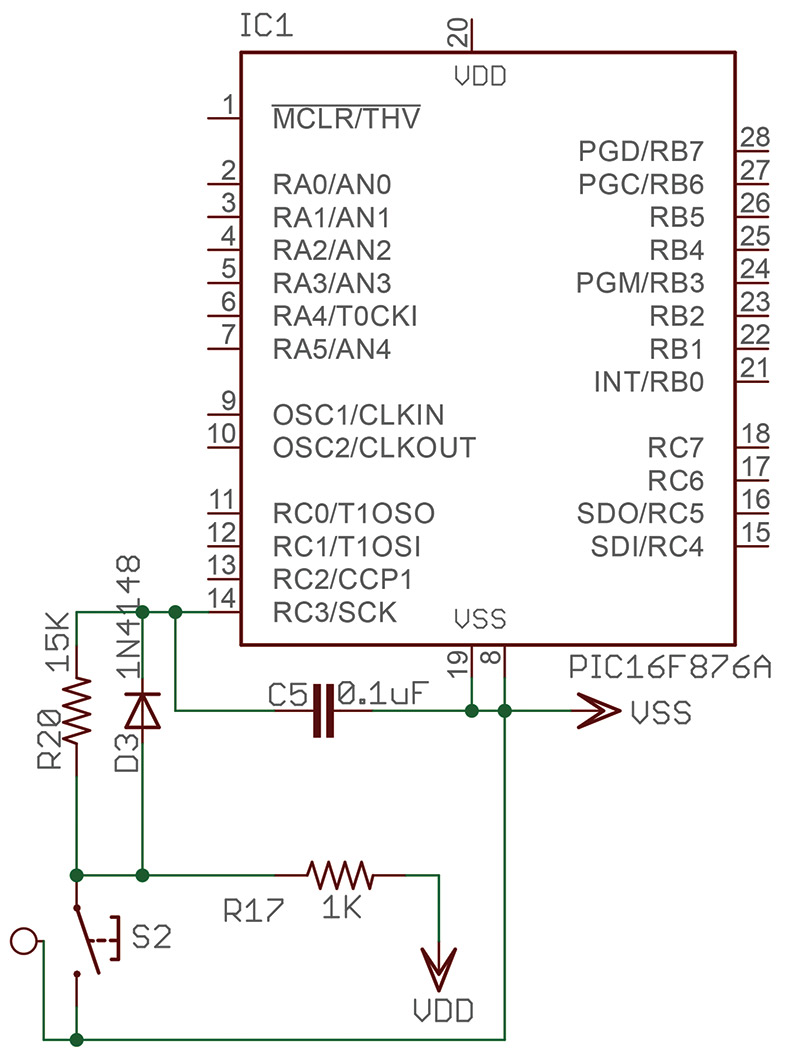 IC1
20
VDD
1
MCLR/THV
28
PGD/RB7
2
RA0/AN0
27
PGC/RB6
3
RA1/AN1
26
RB5
4
RA2/AN2
25
RB4
5
RA3/AN3
24
PGM/RB3
6
RA4/T0CKI
23
RB2
7
RA5/AN4
22
RB1
21
INT/RB0
9
OSC1/CLKIN
10
OSC2/CLKOUT
18
RC7
17
RC6
11
RC0/T1OSO
16
SDO/RC5
12
RC1/T1OSI
15
SDI/RC4
13
RC2/CCP1
14
RC3/SCK
VSS
19
8
PIC16F876A
15K
R20
1N4148
D3
C5
0.1uF
VSS
R17
1K
S2
VDD